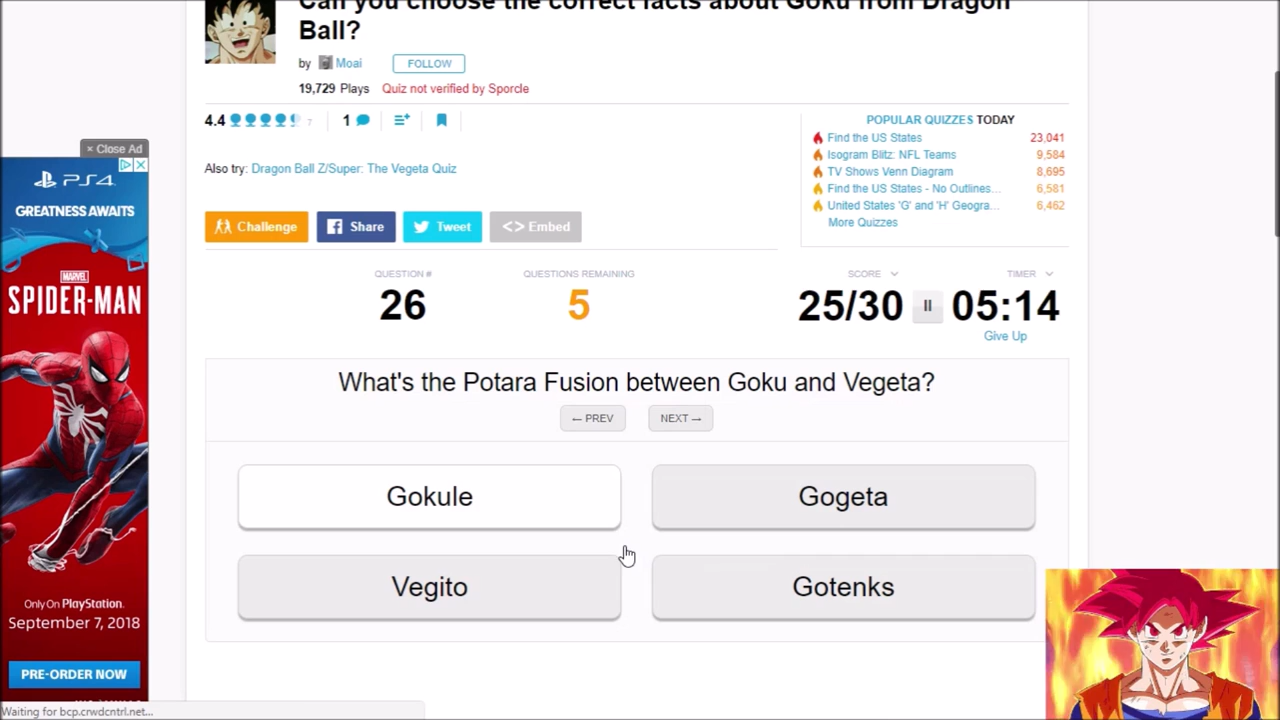 Can you choose the correct facts about Goku from Dragon
Ball?
by Moai FOLLOW
19,729 Plays Quiz not verified by Sporcle
4.4 7 1
Also try: Dragon Ball Z/Super: The Vegeta Quiz
Challenge Share Tweet <> Embed
POPULAR QUIZZES TODAY
Find the US States 23,041
Isogram Blitz: NFL Teams 9,584
TV Shows Venn Diagram 8,695
Find the US States - No Outlines... 6,581
United States 'G' and 'H' Geogra... 6,462
More Quizzes
× Close Ad
PS4
GREATNESS AWAITS
MARVEL
SPIDER-MAN
Only On PlayStation.
September 7, 2018
PRE-ORDER NOW
QUESTION # QUESTIONS REMAINING SCORE TIMER
26 5 25/30 05:14
Give Up
What's the Potara Fusion between Goku and Vegeta?
← PREV NEXT →
Gokule Gogeta
Vegito Gotenks
Waiting for bcp.crwdcntrl.net...